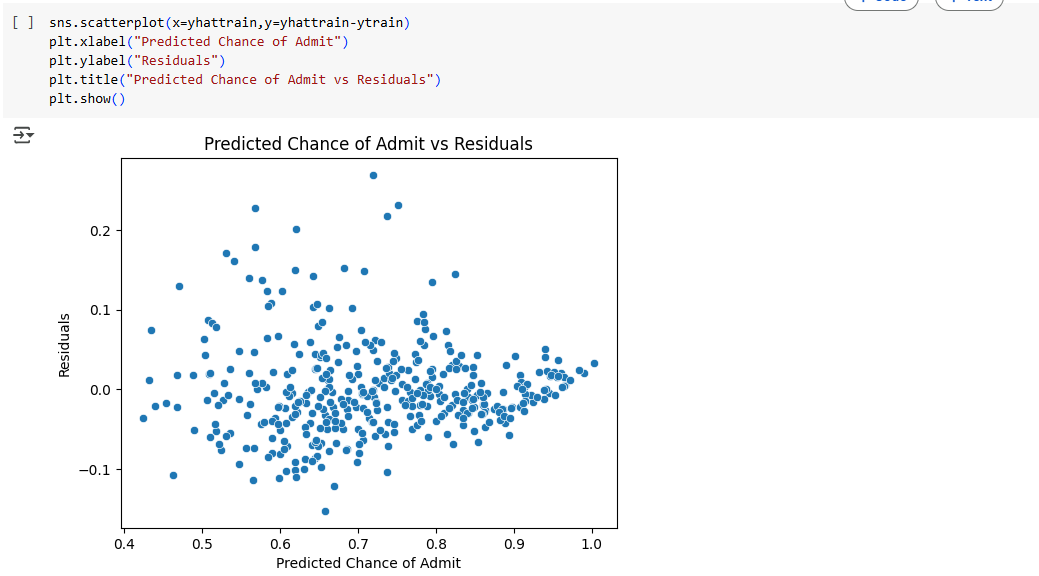 [ ] sns.scatterplot(x=yhattrain,y=yhattrain-ytrain)
plt.xlabel("Predicted Chance of Admit")
plt.ylabel("Residuals")
plt.title("Predicted Chance of Admit vs Residuals")
plt.show()
Predicted Chance of Admit vs Residuals
0.2
0.1
0.0
−0.1
Residuals
0.4 0.5 0.6 0.7 0.8 0.9 1.0
Predicted Chance of Admit